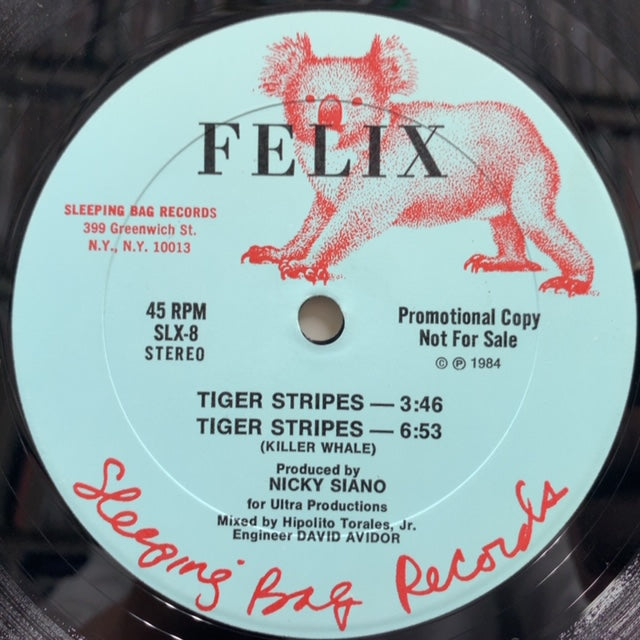 FELIX
SLEEPING BAG RECORDS
399 Greenwich St.
N.Y., N.Y. 10013
45 RPM
SLX-8
STEREO
Promotional Copy
Not For Sale
© ℗ 1984
TIGER STRIPES — 3:46
TIGER STRIPES — 6:53
(KILLER WHALE)
Produced by
NICKY SIANO
for Ultra Productions
Mixed by Hipolito Torales, Jr.
Engineer DAVID AVIDOR
Sleeping Bag Records